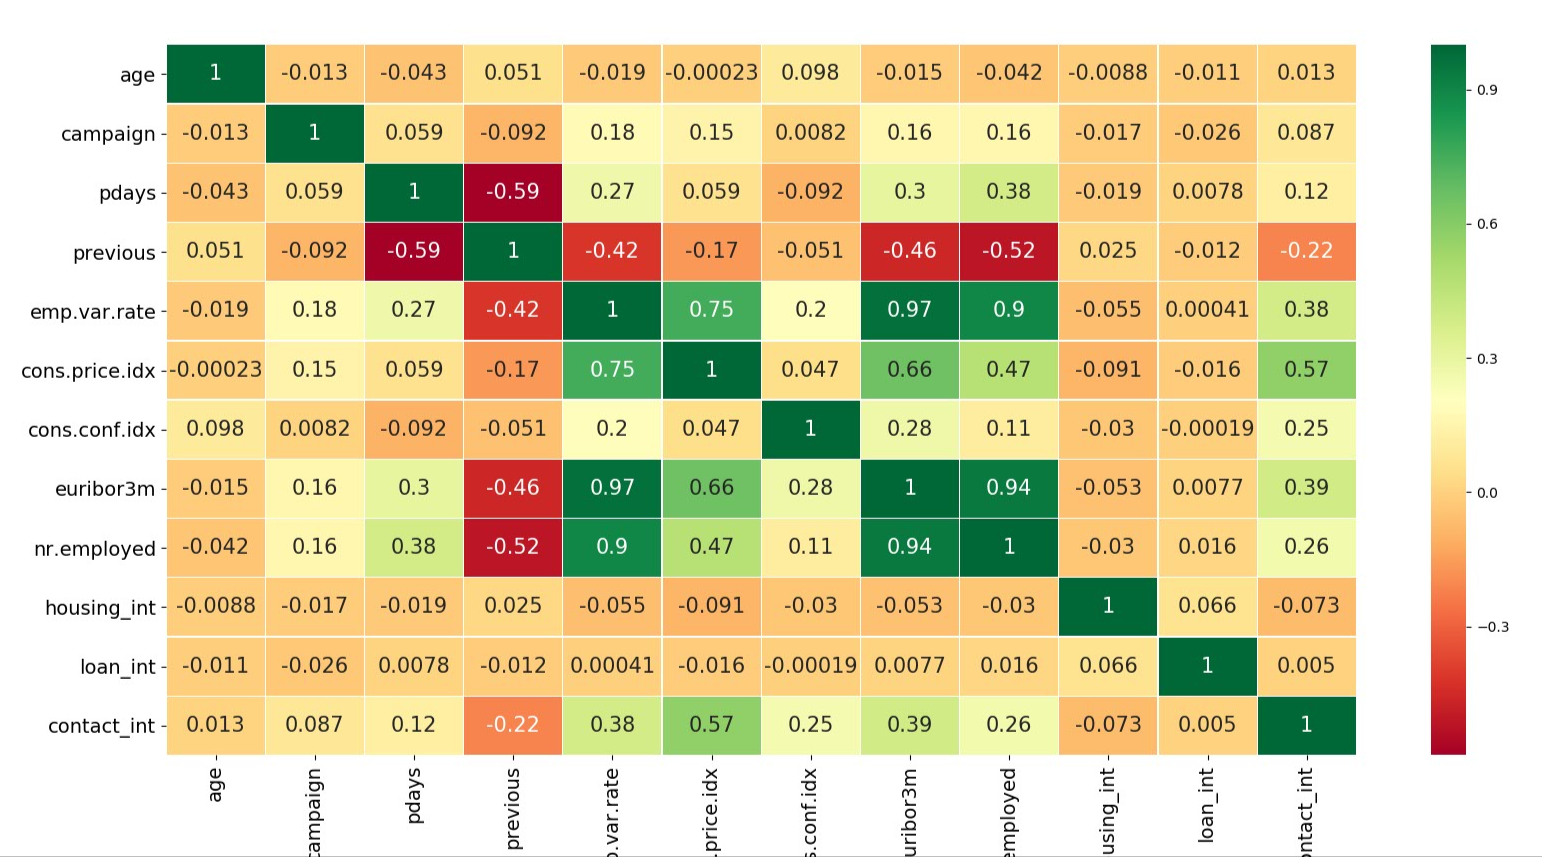 age 1 -0.013 -0.043 0.051 -0.019 -0.00023 0.098 -0.015 -0.042 -0.0088 -0.011 0.013
campaign -0.013 1 0.059 -0.092 0.18 0.15 0.0082 0.16 0.16 -0.017 -0.026 0.087
pdays -0.043 0.059 1 -0.59 0.27 0.059 -0.092 0.3 0.38 -0.019 0.0078 0.12
previous 0.051 -0.092 -0.59 1 -0.42 -0.17 -0.051 -0.46 -0.52 0.025 -0.012 -0.22
emp.var.rate -0.019 0.18 0.27 -0.42 1 0.75 0.2 0.97 0.9 -0.055 0.00041 0.38
cons.price.idx -0.00023 0.15 0.059 -0.17 0.75 1 0.047 0.66 0.47 -0.091 -0.016 0.57
cons.conf.idx 0.098 0.0082 -0.092 -0.051 0.2 0.047 1 0.28 0.11 -0.03 -0.00019 0.25
euribor3m -0.015 0.16 0.3 -0.46 0.97 0.66 0.28 1 0.94 -0.053 0.0077 0.39
nr.employed -0.042 0.16 0.38 -0.52 0.9 0.47 0.11 0.94 1 -0.03 0.016 0.26
housing_int -0.0088 -0.017 -0.019 0.025 -0.055 -0.091 -0.03 -0.053 -0.03 1 0.066 -0.073
loan_int -0.011 -0.026 0.0078 -0.012 0.00041 -0.016 -0.00019 0.0077 0.016 0.066 1 0.005
contact_int 0.013 0.087 0.12 -0.22 0.38 0.57 0.25 0.39 0.26 -0.073 0.005 1
age
campaign
pdays
previous
p.var.rate
.price.idx
s.conf.idx
uribor3m
employed
using_int
loan_int
ontact_int
0.9
0.6
0.3
0.0
−0.3